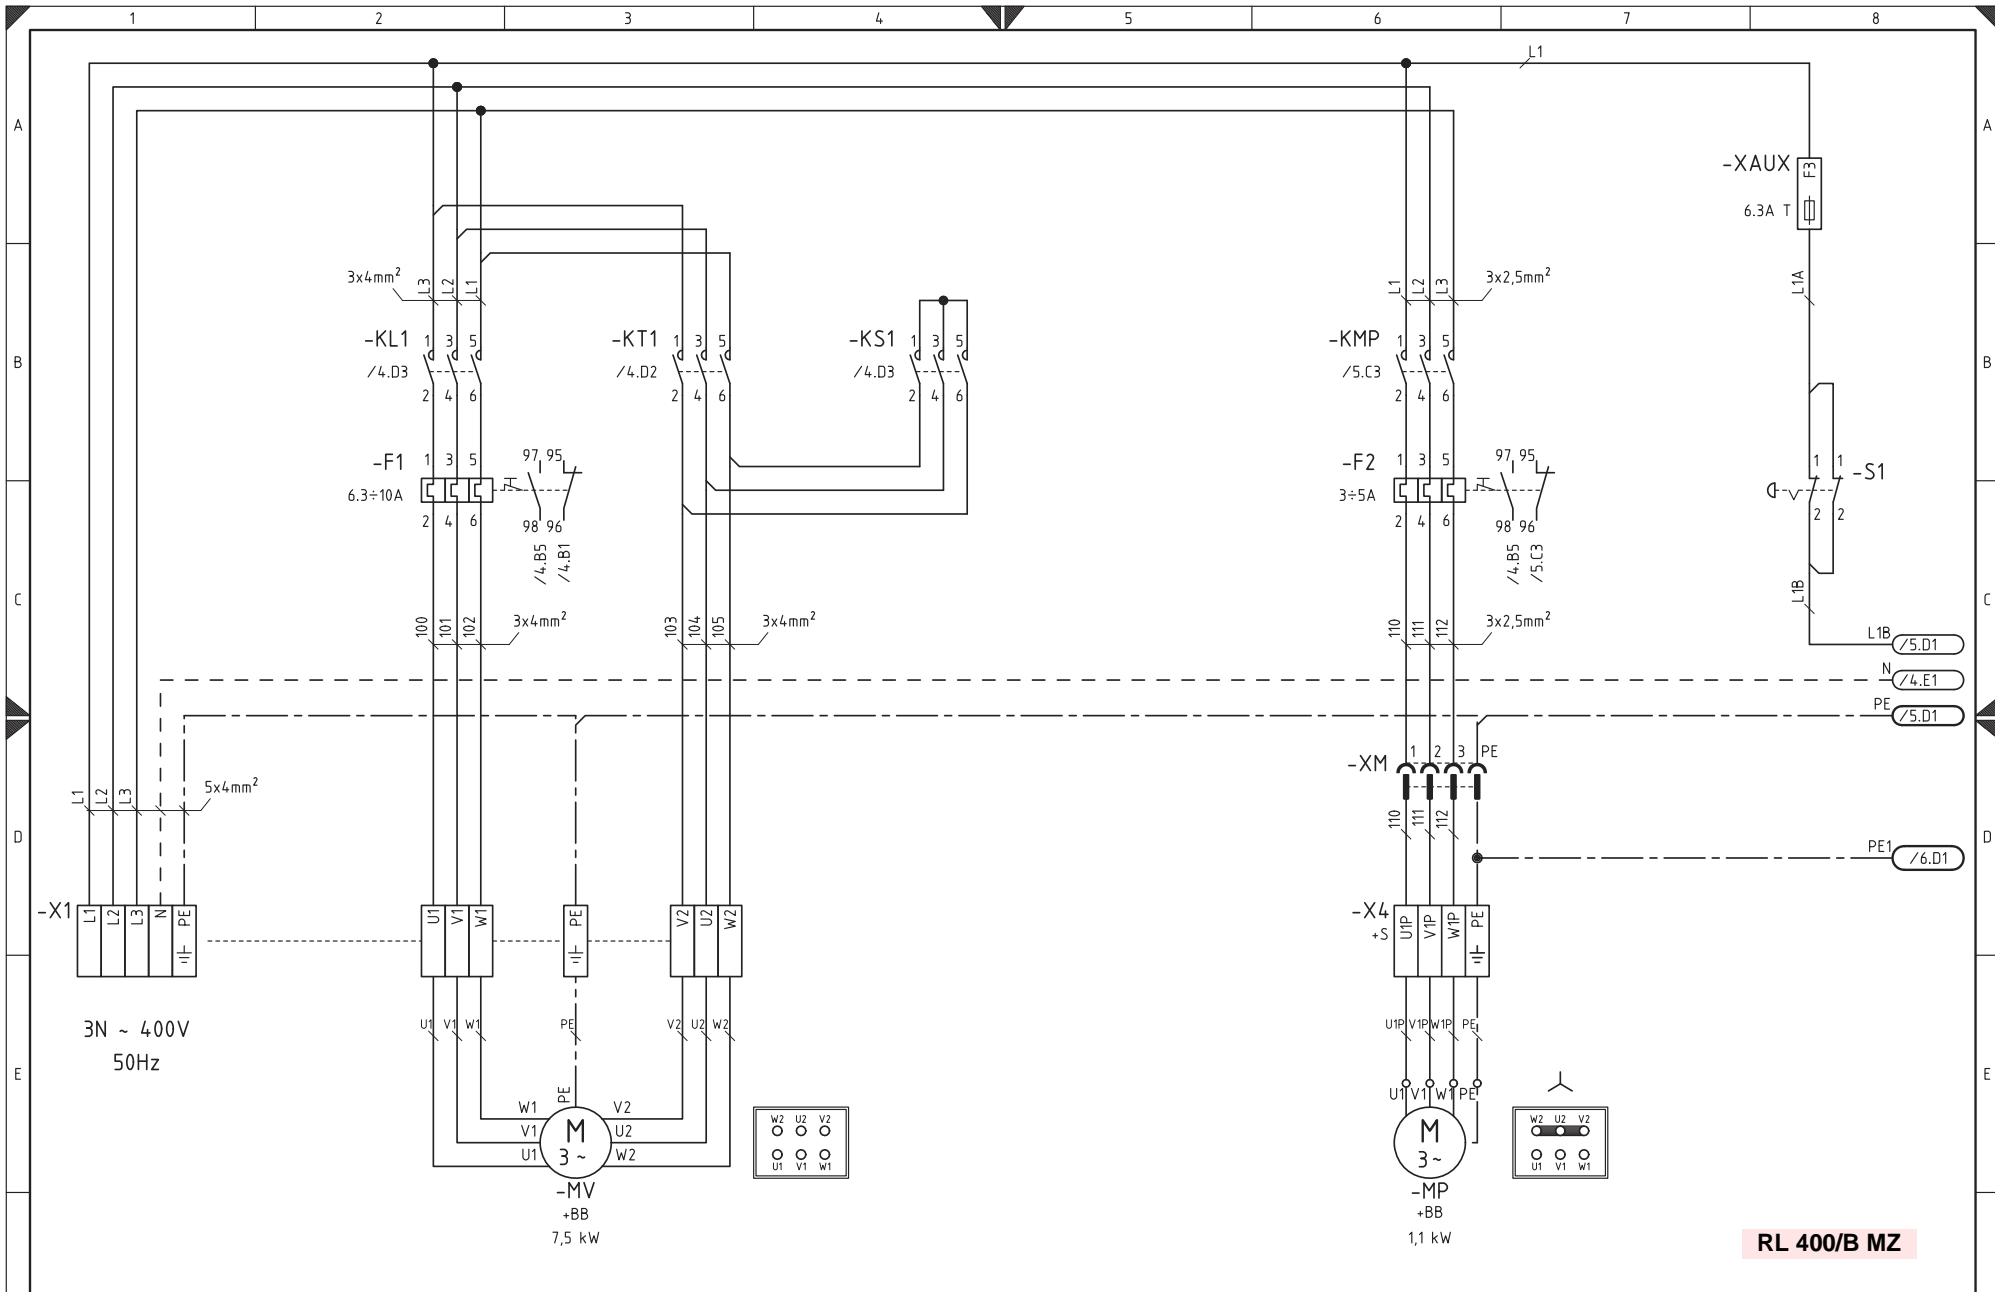 1 2 3 4 5 6 7 8
L1
A A
-XAUX F3
6.3A T
3x4mm² L3 L2 L1
L1 L2 L3 3x2,5mm²
L1A
-KL1 1 3 5
/4.D3
2 4 6
-KT1 1 3 5
/4.D2
2 4 6
-KS1 1 3 5
/4.D3
2 4 6
-KMP 1 3 5
/5.C3
2 4 6
B B
-F1 1 3 5
6.3÷10A
2 4 6
97 95
98 96
/4.B5 /4.B1
-F2 1 3 5
3÷5A
2 4 6
97 95
98 96
/4.B5 /5.C3
1 1 -S1
2 2
C C
L1B
100 101 102 3x4mm²
103 104 105 3x4mm²
110 111 112 3x2,5mm²
L1B /5.D1
N /4.E1
PE /5.D1
-XM 1 2 3 PE
L1 L2 L3 5x4mm²
110 111 112
D D
PE1 /6.D1
-X1 L1 L2 L3 N PE
U1 V1 W1 PE V2 U2 W2
-X4 U1P V1P W1P PE
+S
3N ~ 400V
50Hz
U1 V1 W1 PE V2 U2 W2
U1P V1P W1P PE
E E
PE
W1 V2
V1 U2
U1 W2
M
3 ~
-MV
+BB
7,5 kW
W2 U2 V2
U1 V1 W1
U1 V1 W1 PE
M
3 ~
-MP
+BB
1,1 kW
W2 U2 V2
U1 V1 W1
RL 400/B MZ